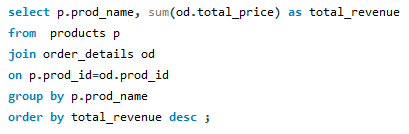 select p.prod_name, sum(od.total_price) as total_revenue
from  products p
join order_details od
on p.prod_id=od.prod_id
group by p.prod_name
order by total_revenue desc ;